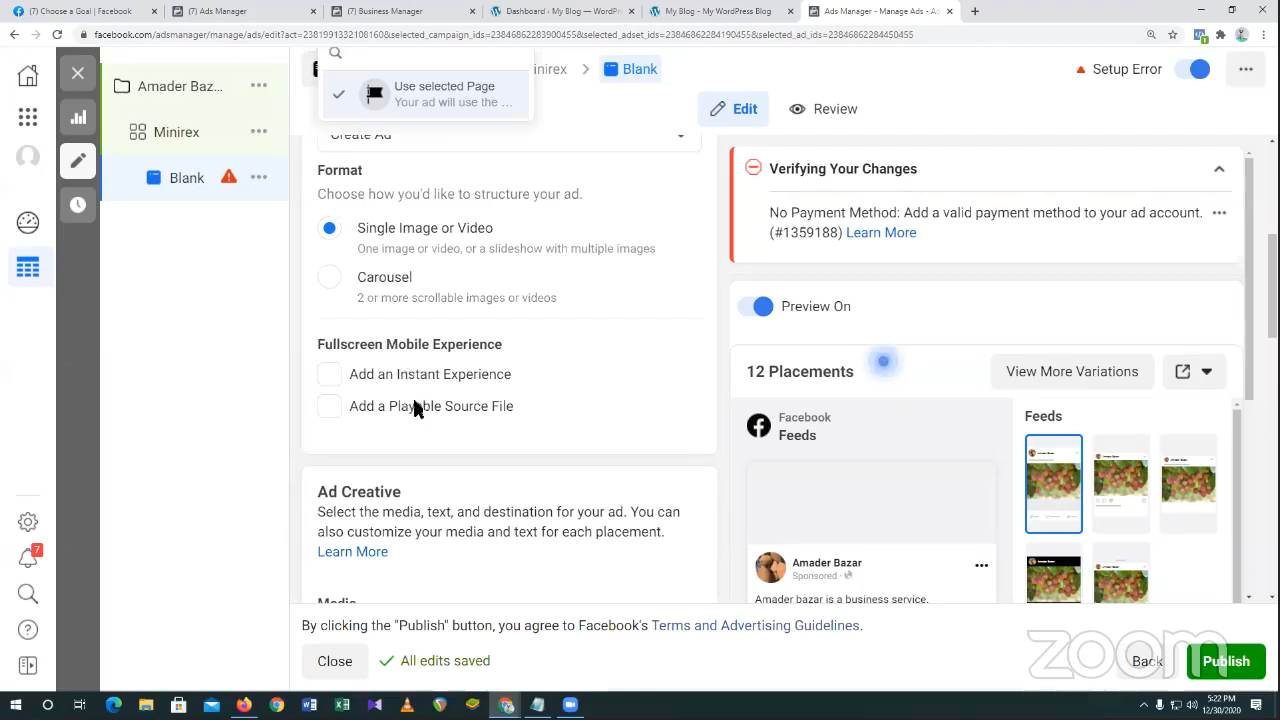 (7) Choose a Goal | Facebook
(7) Ads Manager
(7) Business Manager
Dashboard ‹ My Blog — WordPr
My Blog – My WordPress Blog
Ads Manager - Manage Ads - Ad
facebook.com/adsmanager/manage/ads/edit?act=238199133210 8160&selected_campaign_ids=23846862283900455&selected_adset_ids=23846862284450455
Amader Baz...
Minirex
Blank
7
Use selected Page
Your ad will use the ...
inirex
Blank
Setup Error
Edit
Review
Create Ad
Format
Choose how you'd like to structure your ad.
Single Image or Video
One image or video, or a slideshow with multiple images
Carousel
2 or more scrollable images or videos
Fullscreen Mobile Experience
Add an Instant Experience
Add a Playable Source File
Ad Creative
Select the media, text, and destination for your ad. You can
also customize your media and text for each placement.
Learn More
Media
Verifying Your Changes
No Payment Method: Add a valid payment method to your ad account.
(#1359188) Learn More
Preview On
12 Placements
View More Variations
Facebook
Feeds
Feeds
Amader Bazar
Sponsored ·
Amader bazar is a business service.
By clicking the "Publish" button, you agree to Facebook's Terms and Advertising Guidelines.
Close
All edits saved
Back
Publish
zoom
5:22 PM
12/30/2020